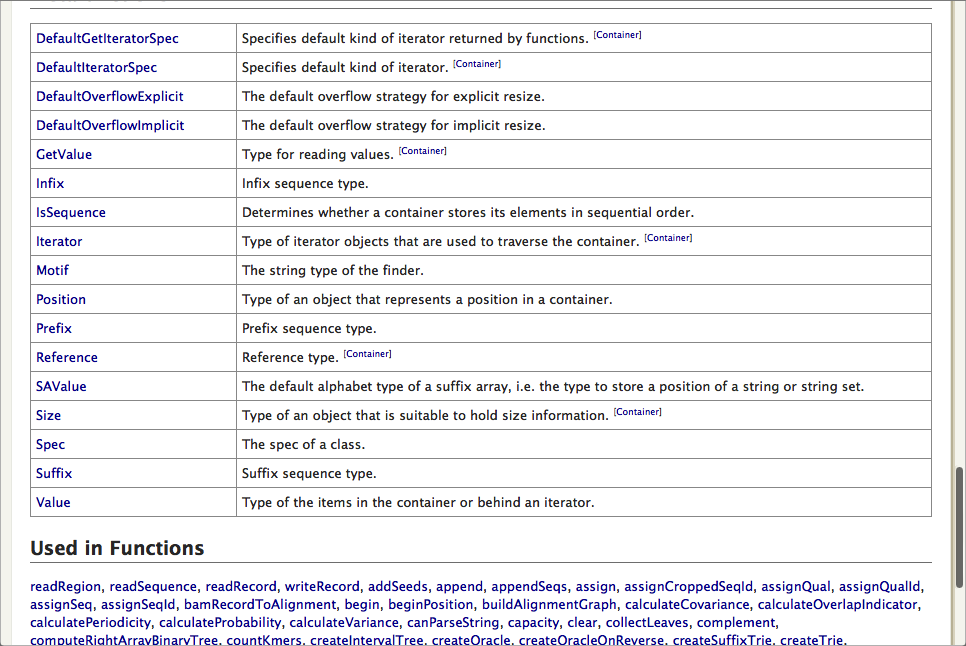 DefaultGetIteratorSpec Specifies default kind of iterator returned by functions. [Container]
DefaultIteratorSpec Specifies default kind of iterator. [Container]
DefaultOverflowExplicit The default overflow strategy for explicit resize.
DefaultOverflowImplicit The default overflow strategy for implicit resize.
GetValue Type for reading values. [Container]
Infix Infix sequence type.
IsSequence Determines whether a container stores its elements in sequential order.
Iterator Type of iterator objects that are used to traverse the container. [Container]
Motif The string type of the finder.
Position Type of an object that represents a position in a container.
Prefix Prefix sequence type.
Reference Reference type. [Container]
SAValue The default alphabet type of a suffix array, i.e. the type to store a position of a string or string set.
Size Type of an object that is suitable to hold size information. [Container]
Spec The spec of a class.
Suffix Suffix sequence type.
Value Type of the items in the container or behind an iterator.
Used in Functions
readRegion, readSequence, readRecord, writeRecord, addSeeds, append, appendSeqs, assign, assignCroppedSeqId, assignQual, assignQualId,
assignSeq, assignSeqId, bamRecordToAlignment, begin, beginPosition, buildAlignmentGraph, calculateCovariance, calculateOverlapIndicator,
calculatePeriodicity, calculateProbability, calculateVariance, canParseString, capacity, clear, collectLeaves, complement,
computeRightArrayBinaryTree, countKmers, createIntervalTree, createOracle, createOracleOnReverse, createSuffixTrie, createTrie,